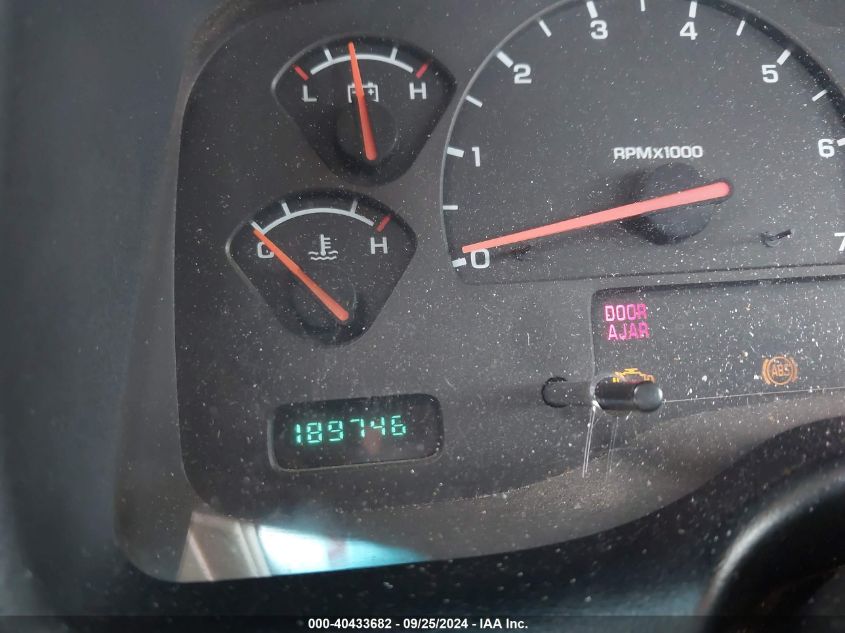 3 4
2 5
L H
1 RPMx1000 6
C H
0 7
DOOR
AJAR
ABS
189746
000-40433682 - 09/25/2024 - IAA Inc.